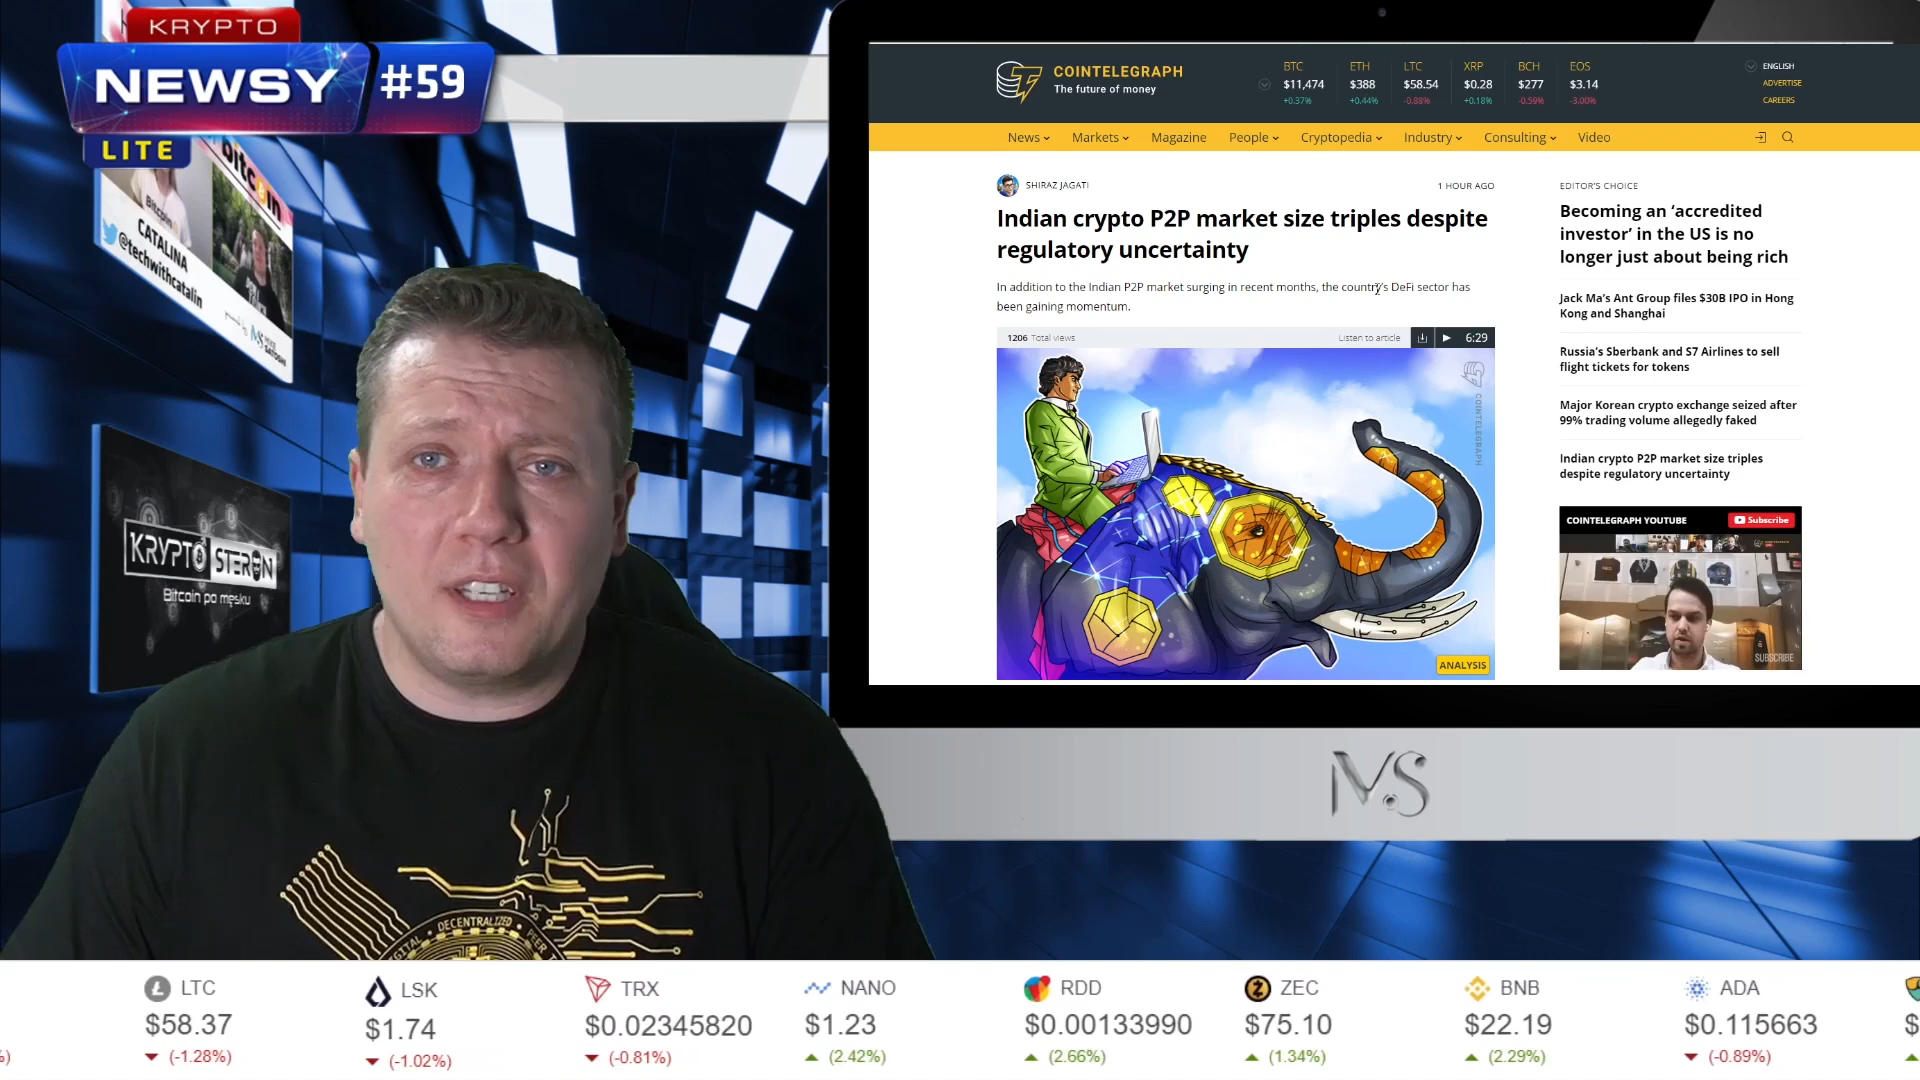 KRYPTO
NEWSY #59
LITE
bitcoin
Bitcoin
CATALINA
@techwithcatalin
KRYPTO STERON
Bitcoin po męsku
DECENTRALIZED
DIGITAL
PEER
COINTELEGRAPH
The future of money
BTC ETH LTC XRP BCH EOS
$11,474 $388 $58.54 $0.28 $277 $3.14
+0.37% +0.44% -0.88% +0.18% -0.59% -3.00%
ENGLISH
ADVERTISE
CAREERS
News Markets Magazine People Cryptopedia Industry Consulting Video
SHIRAZ JAGATI 1 HOUR AGO
Indian crypto P2P market size triples despite
regulatory uncertainty
In addition to the Indian P2P market surging in recent months, the country's DeFi sector has
been gaining momentum.
1206 Total views Listen to article 6:29
COINTELEGRAPH
ANALYSIS
EDITOR'S CHOICE
Becoming an ‘accredited
investor’ in the US is no
longer just about being rich
Jack Ma’s Ant Group files $30B IPO in Hong
Kong and Shanghai
Russia’s Sberbank and S7 Airlines to sell
flight tickets for tokens
Major Korean crypto exchange seized after
99% trading volume allegedly faked
Indian crypto P2P market size triples
despite regulatory uncertainty
COINTELEGRAPH YOUTUBE Subscribe
SUBSCRIBE
MS
LTC LSK TRX NANO RDD ZEC BNB ADA
$58.37 $1.74 $0.02345820 $1.23 $0.00133990 $75.10 $22.19 $0.115663 $
%) (-1.28%) (-1.02%) (-0.81%) (2.42%) (2.66%) (1.34%) (2.29%) (-0.89%)